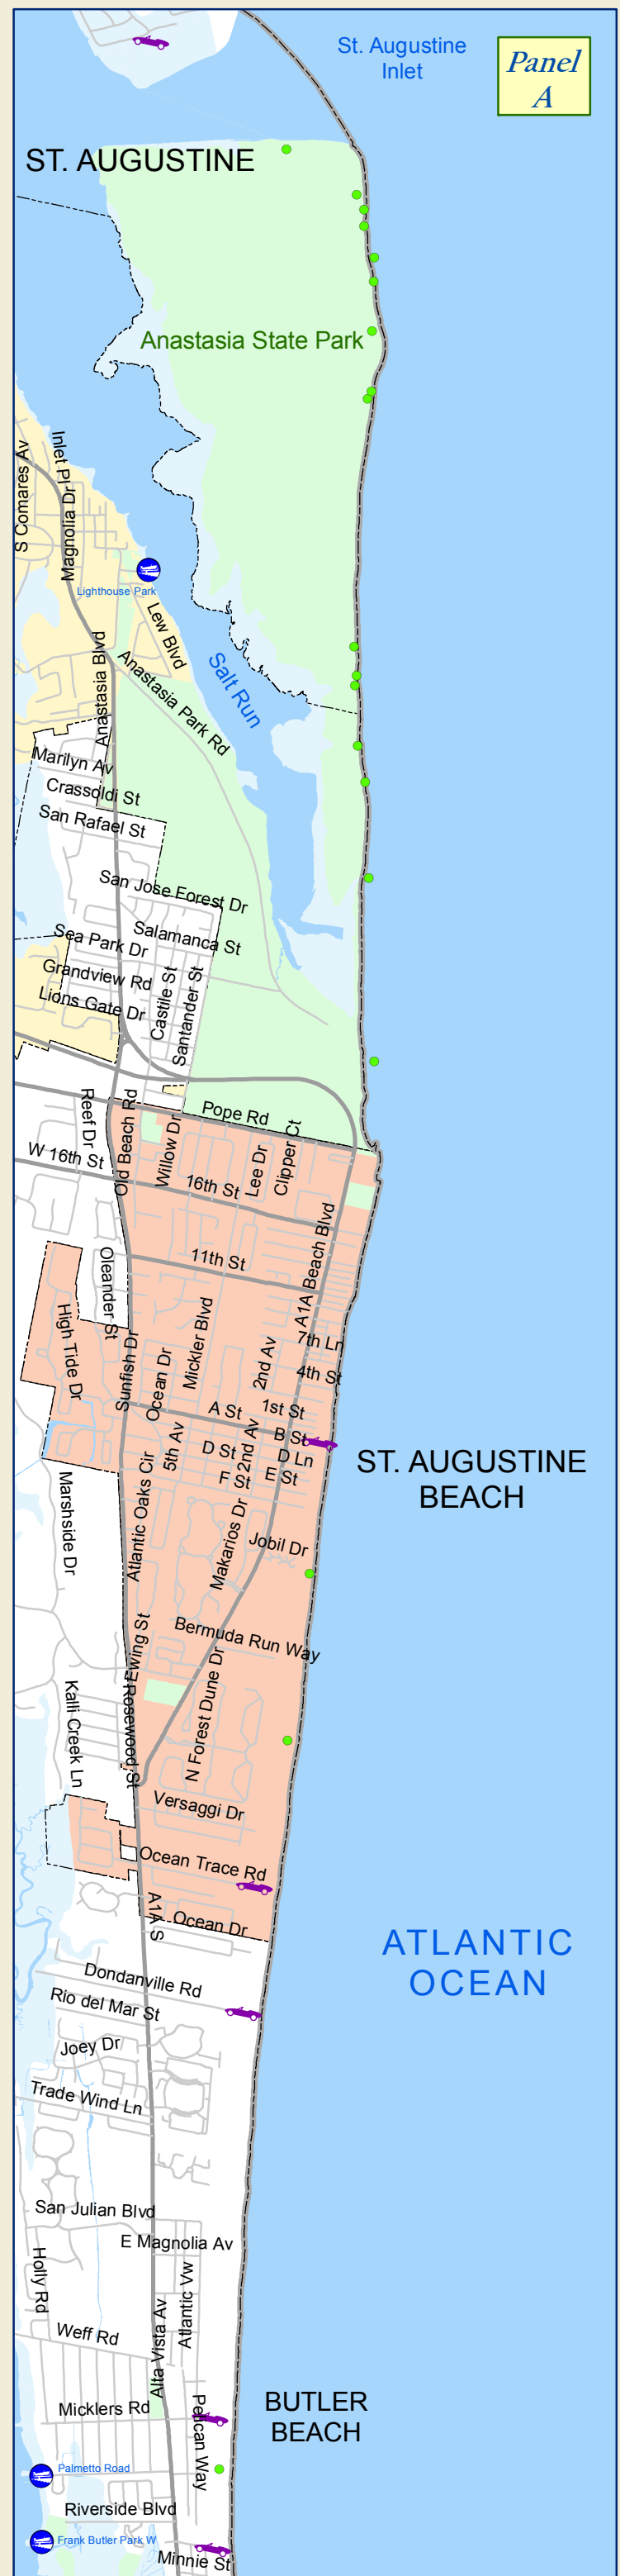 St. Augustine
Inlet
Panel
A
ST. AUGUSTINE
Anastasia State Park
S Comares Av
Inlet Pl
Magnolia Dr
Lighthouse Park
Lew Blvd
Salt Run
Anastasia Blvd
Anastasia Park Rd
Marilyn Av
Crassoldi St
San Rafael St
San Jose Forest Dr
Sea Park Dr
Salamanca St
Grandview Rd
Lions Gate Dr
Castile St
Santander St
Reef Dr
Old Beach Rd
Pope Rd
Willow Dr
W 16th St
16th St
Lee Dr
Clipper Ct
11th St
A1A Beach Blvd
Oleander St
High Tide Dr
Sunfish Dr
Ocean Dr
Mickler Blvd
2nd Av
7th Ln
4th St
1st St
A St
B St
5th Av
D St
2nd Av
D Ln
F St
E St
ST. AUGUSTINE
BEACH
Marshside Dr
Atlantic Oaks Cir
Makarios Dr
Jobil Dr
Bermuda Run Way
Ewing St
Kalli Creek Ln
Rosewood St
N Forest Dune Dr
Versaggi Dr
Ocean Trace Rd
A1A S
Ocean Dr
ATLANTIC
OCEAN
Dondanville Rd
Rio del Mar St
Joey Dr
Trade Wind Ln
San Julian Blvd
E Magnolia Av
Holly Rd
Atlantic Vw
Alta Vista Av
Weff Rd
Micklers Rd
Pelican Way
BUTLER
BEACH
Palmetto Road
Riverside Blvd
Frank Butler Park W
Minnie St